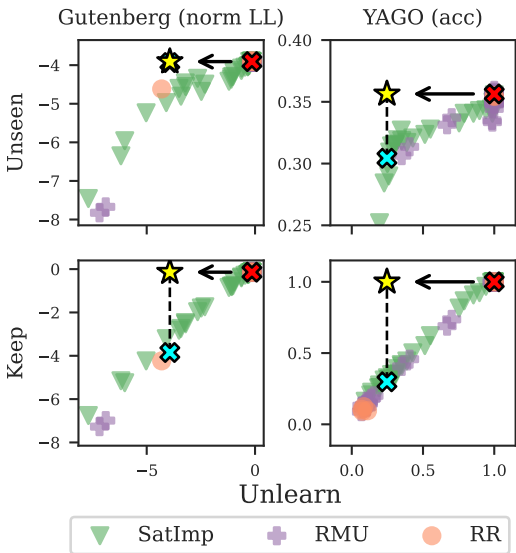 Gutenberg (norm LL)
YAGO (acc)
Unseen
−4
−5
−6
−7
−8
0.40
0.35
0.30
0.25
Keep
0
−2
−4
−6
−8
1.0
0.5
0.0
−5
0
0.0
0.5
1.0
Unlearn
SatImp
RMU
RR